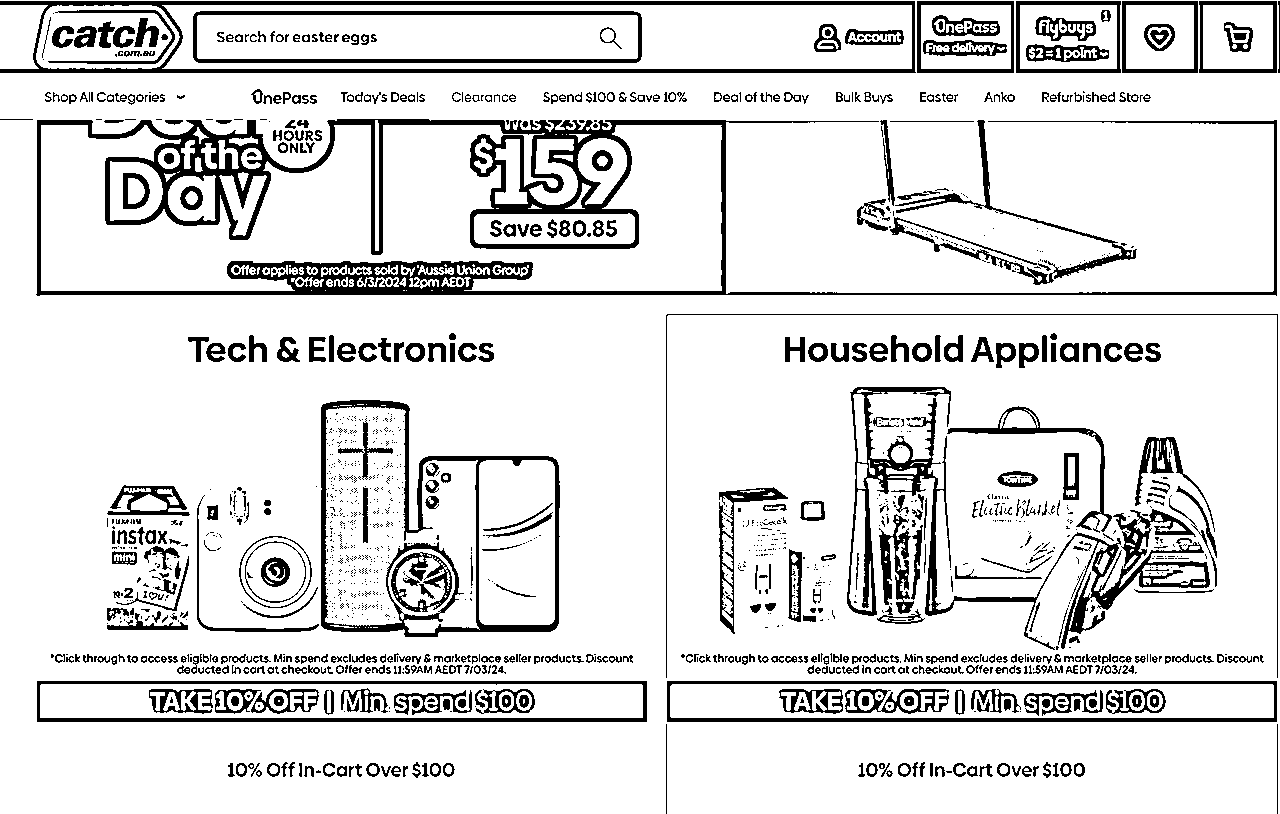 catch.com.au
Search for easter eggs
Account
OnePass
Free delivery
flybuys
$2 = 1 point
Shop All Categories
OnePass
Today's Deals
Clearance
Spend $100 & Save 10%
Deal of the Day
Bulk Buys
Easter
Anko
Refurbished Store
Deal
of the
Day
24
HOURS
ONLY
Was $239.85
$159
Save $80.85
Offer applies to products sold by 'Aussie Union Group'
*Offer ends 6/3/2024 12pm AEDT
Tech & Electronics
instax
mini
*Click through to access eligible products. Min spend excludes delivery & marketplace seller products. Discount
deducted in cart at checkout. Offer ends 11:59AM AEDT 7/03/24.
TAKE 10% OFF | Min. spend $100
10% Off In-Cart Over $100
Household Appliances
Classic
Electric Blanket
*Click through to access eligible products. Min spend excludes delivery & marketplace seller products. Discount
deducted in cart at checkout. Offer ends 11:59AM AEDT 7/03/24.
TAKE 10% OFF | Min. spend $100
10% Off In-Cart Over $100